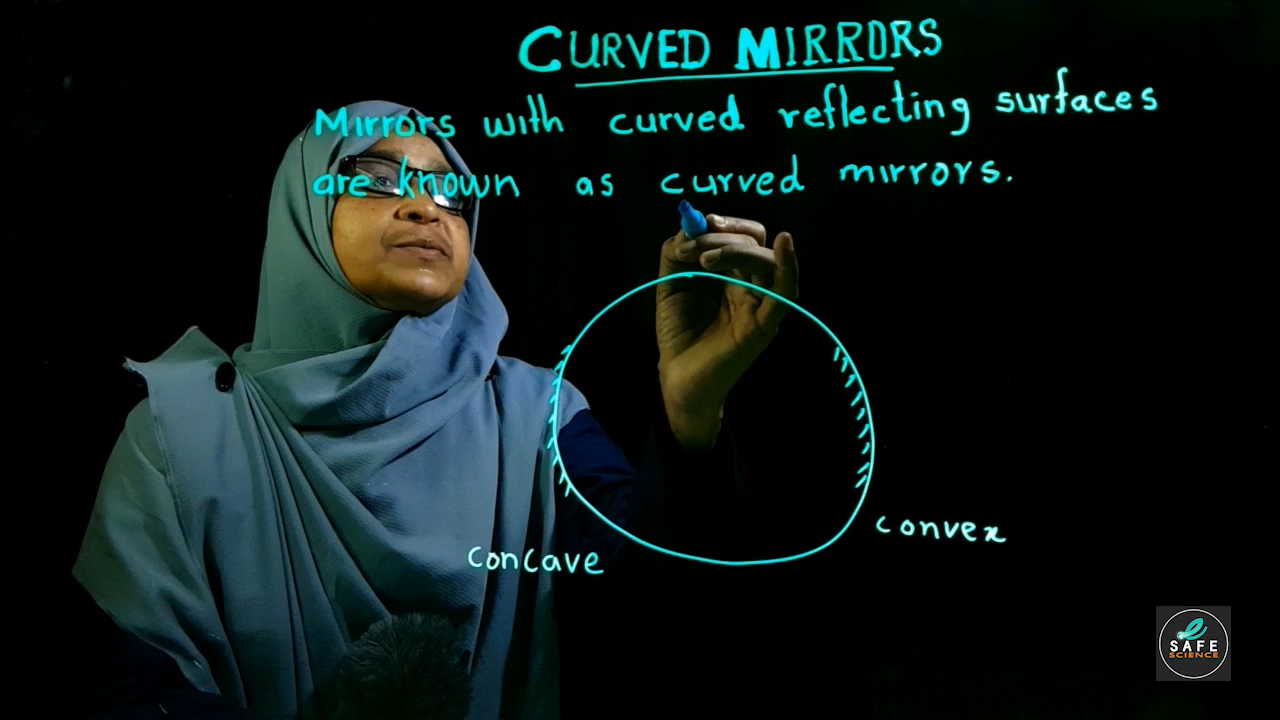 CURVED MIRRORS
Mirrors with curved reflecting surfaces
are known as curved mirrors.
convex
concave
SAFE
SCIENCE